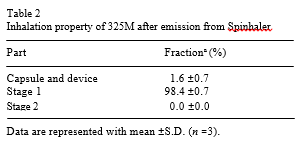 Table 2
Inhalation property of 325M after emission from Spinhaler.
Part Fractionᵃ (%)
Capsule and device 1.6 ±0.7
Stage 1 98.4 ±0.7
Stage 2 0.0 ±0.0
Data are represented with mean ±S.D. (n =3).